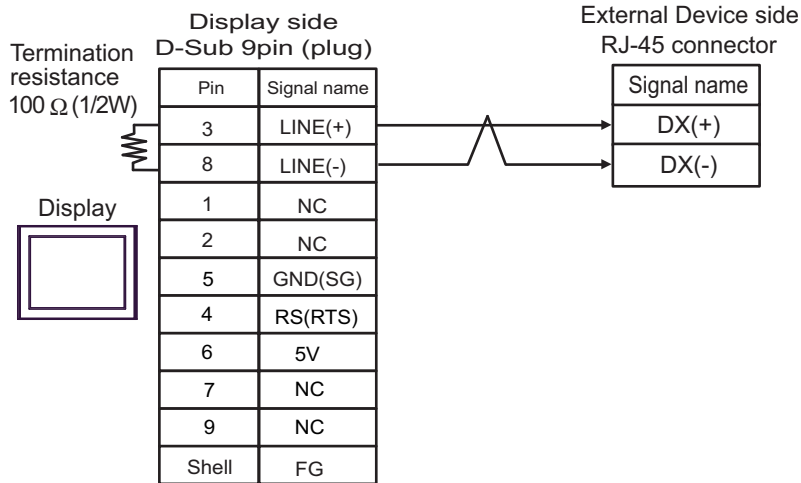 Display side
D-Sub 9pin (plug)
External Device side
RJ-45 connector
Termination
resistance
100 Ω (1/2W)
Display
Pin Signal name
3 LINE(+)
8 LINE(-)
1 NC
2 NC
5 GND(SG)
4 RS(RTS)
6 5V
7 NC
9 NC
Shell FG
Signal name
DX(+)
DX(-)